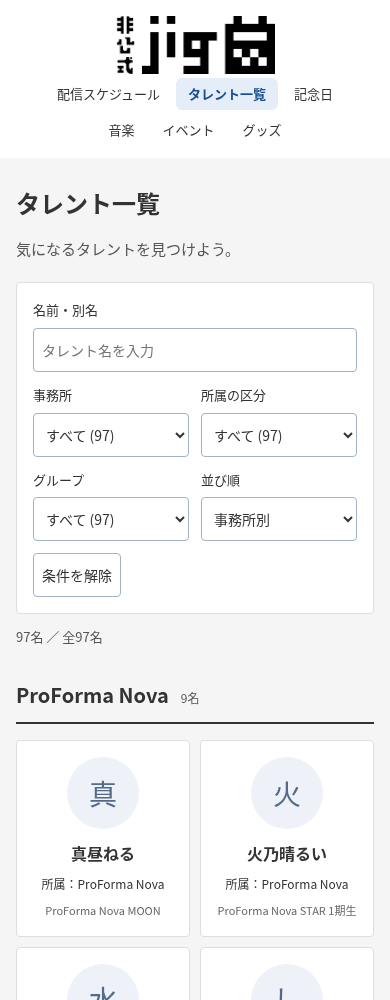 非公式 jig
配信スケジュール タレント一覧 記念日
音楽 イベント グッズ
タレント一覧
気になるタレントを見つけよう。
名前・別名
タレント名を入力
事務所 所属の区分
すべて (97) すべて (97)
グループ 並び順
すべて (97) 事務所別
条件を解除
97名 ／ 全97名
ProForma Nova 9名
真 火
真昼ねる 火乃晴るい
所属：ProForma Nova 所属：ProForma Nova
ProForma Nova MOON ProForma Nova STAR 1期生